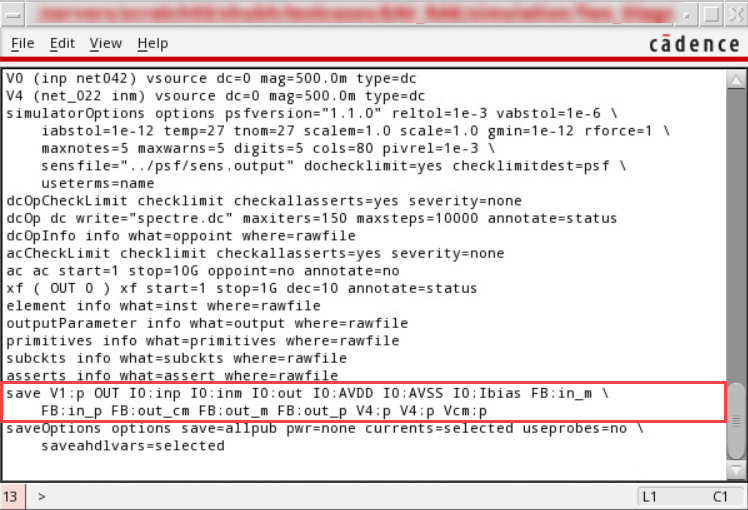 File Edit View Help
cādence
V0 (inp net042) vsource dc=0 mag=500.0m type=dc
V4 (net_022 inm) vsource dc=0 mag=500.0m type=dc
simulatorOptions options psfversion="1.1.0" reltol=1e-3 vabstol=1e-6 \
iabstol=1e-12 temp=27 tnom=27 scalem=1.0 scale=1.0 gmin=1e-12 rforce=1 \
maxnotes=5 maxwarns=5 digits=5 cols=80 pivrel=1e-3 \
sensfile="../psf/sens.output" dochecklimit=yes checklimitdest=psf \
useterms=name
dcOpCheckLimit checklimit checkallasserts=yes severity=none
dcOp dc write="spectre.dc" maxiters=150 maxsteps=10000 annotate=status
dcOpInfo info what=oppoint where=rawfile
acCheckLimit checklimit checkallasserts=yes severity=none
ac ac start=1 stop=10G oppoint=no annotate=no
xf ( OUT 0 ) xf start=1 stop=1G dec=10 annotate=status
element info what=inst where=rawfile
outputParameter info what=output where=rawfile
primitives info what=primitives where=rawfile
subckts info what=subckts where=rawfile
asserts info what=assert where=rawfile
save V1:p OUT I0:inp I0:inm I0:out I0:AVDD I0:AVSS I0:Ibias FB:in_m \
FB:in_p FB:out_cm FB:out_m FB:out_p V4:p V4:p Vcm:p
saveOptions options save=allpub pwr=none currents=selected useprobes=no \
saveahdlvars=selected
13 > L1 C1